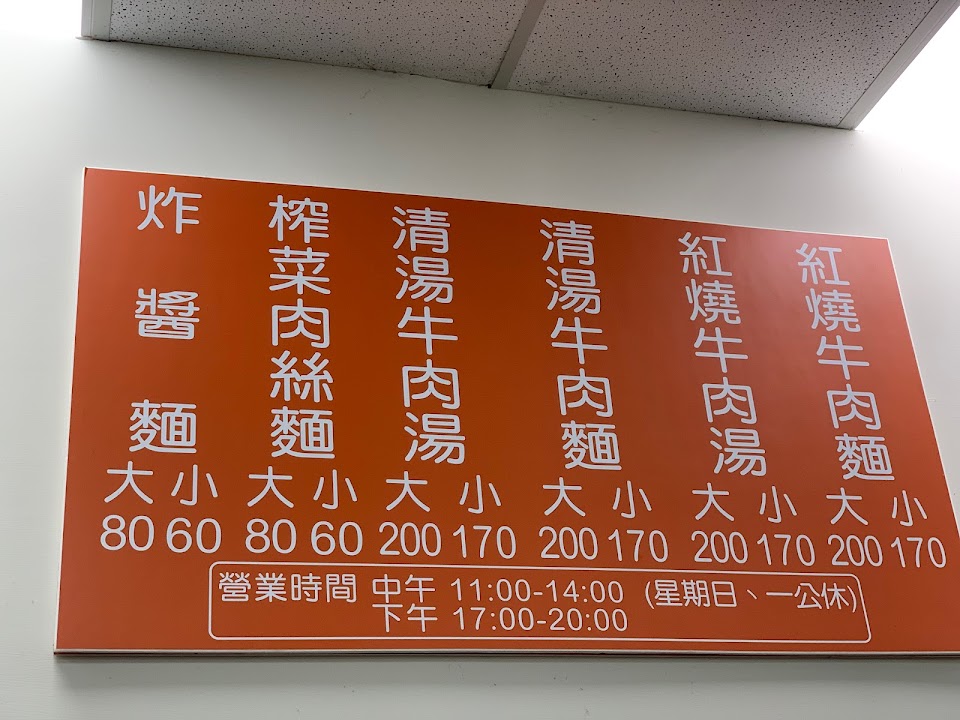 紅燒牛肉麵
大 小
200 170
紅燒牛肉湯
大 小
200 170
清湯牛肉麵
大 小
200 170
清湯牛肉湯
大 小
200 170
榨菜肉絲麵
大 小
80 60
炸醬麵
大 小
80 60
營業時間 中午 11:00-14:00 (星期日、一公休)
下午 17:00-20:00